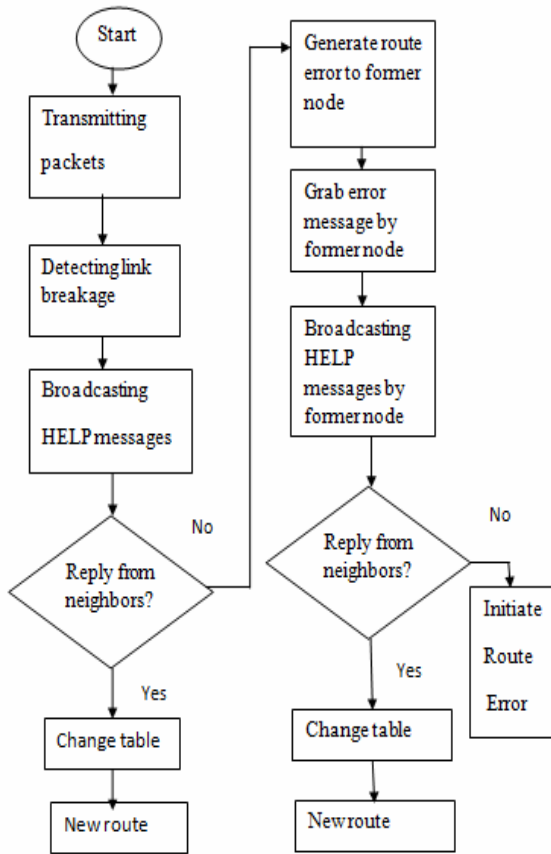 Start
Transmitting
packets
Detecting link
breakage
Broadcasting
HELP messages
No
Reply from
neighbors?
Yes
Change table
New route
Generate route
error to former
node
Grab error
message by
former node
Broadcasting
HELP
messages by
former node
No
Reply from
neighbors?
Initiate
Route
Error
Yes
Change table
New route